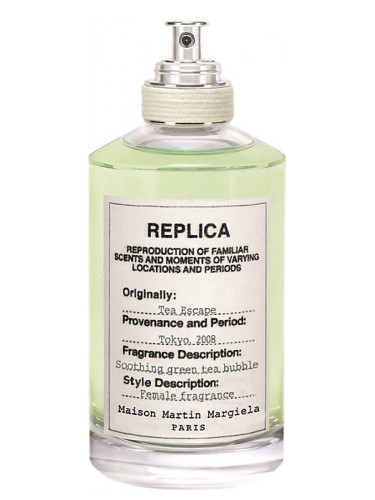 REPLICA
REPRODUCTION OF FAMILIAR
SCENTS AND MOMENTS OF VARYING
LOCATIONS AND PERIODS
Originally:
Tea Escape
Provenance and Period:
Tokyo, 2008
Fragrance Description:
Soothing green tea bubble
Style Description:
Female fragrance
Maison Martin Margiela
PARIS